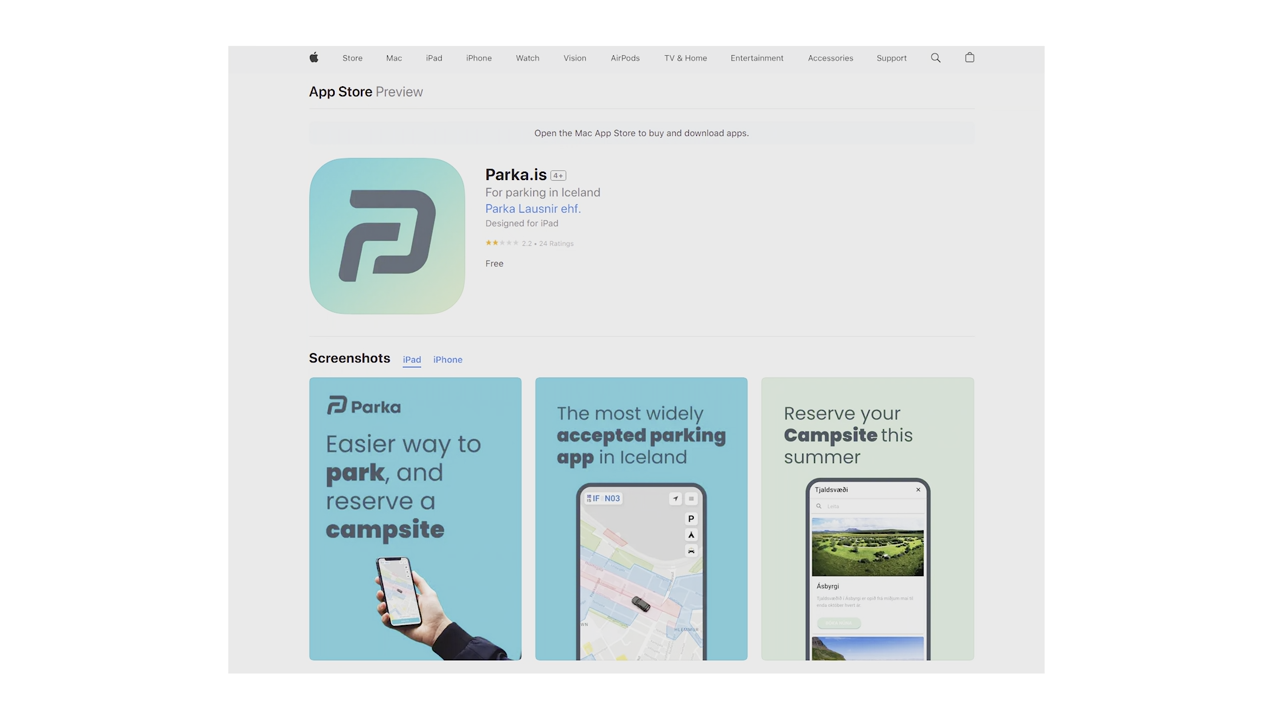 Store Mac iPad iPhone Watch Vision AirPods TV & Home Entertainment Accessories Support
App Store Preview
Open the Mac App Store to buy and download apps.
Parka.is 4+
For parking in Iceland
Parka Lausnir ehf.
Designed for iPad
2.2 • 24 Ratings
Free
Screenshots iPad iPhone
Parka
Easier way to
park, and
reserve a
campsite
The most widely
accepted parking
app in Iceland
IF N03
P
Reserve your
Campsite this
summer
Tjaldsvæði
Leita
Ásbyrgi